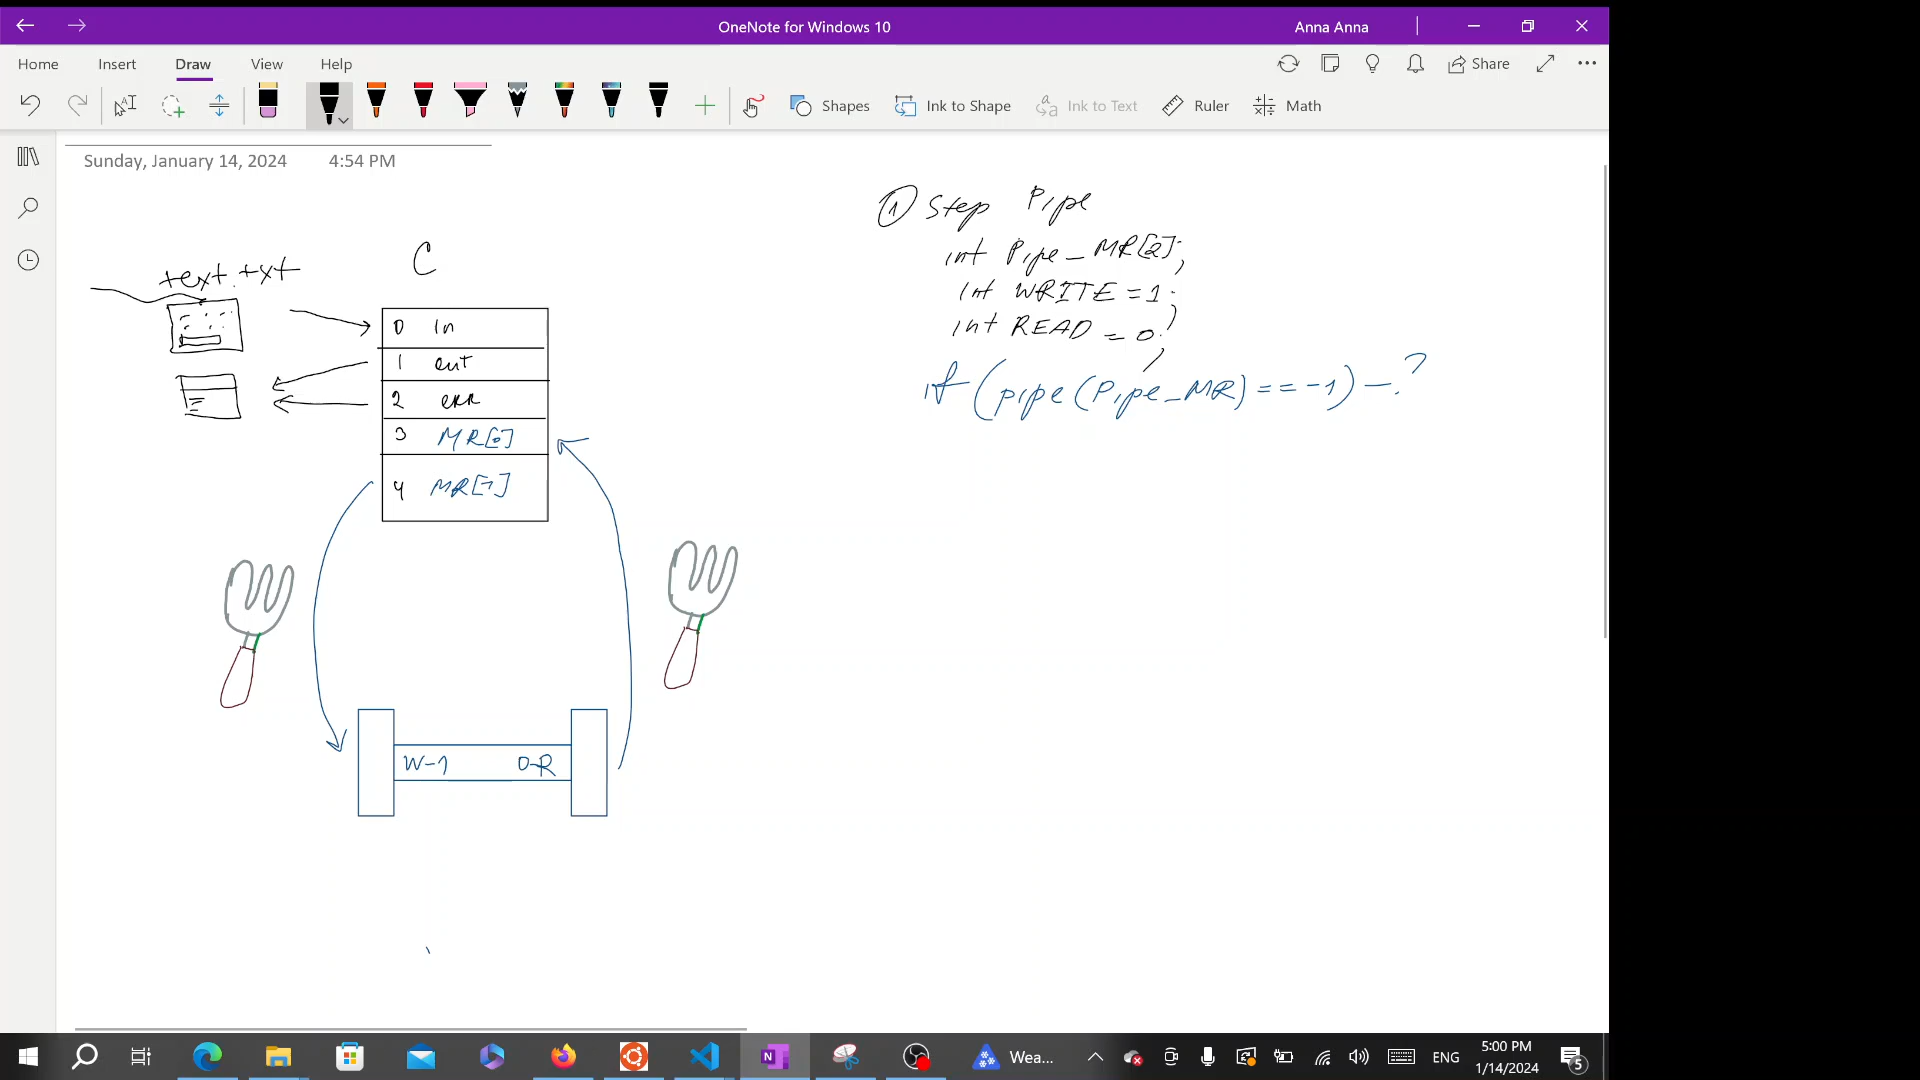 OneNote for Windows 10
Anna Anna
Home Insert Draw View Help
Share
Shapes Ink to Shape Ink to Text Ruler Math
Sunday, January 14, 2024 4:54 PM
① Step Pipe
int Pipe_MR[2];
int WRITE = 1;
int READ = 0;
if (pipe(Pipe_MR) == -1) - ?
C
text.txt
0 in
1 out
2 err
3 MR[0]
4 MR[1]
W-1 0-R
Wea...
ENG
5:00 PM
1/14/2024
5